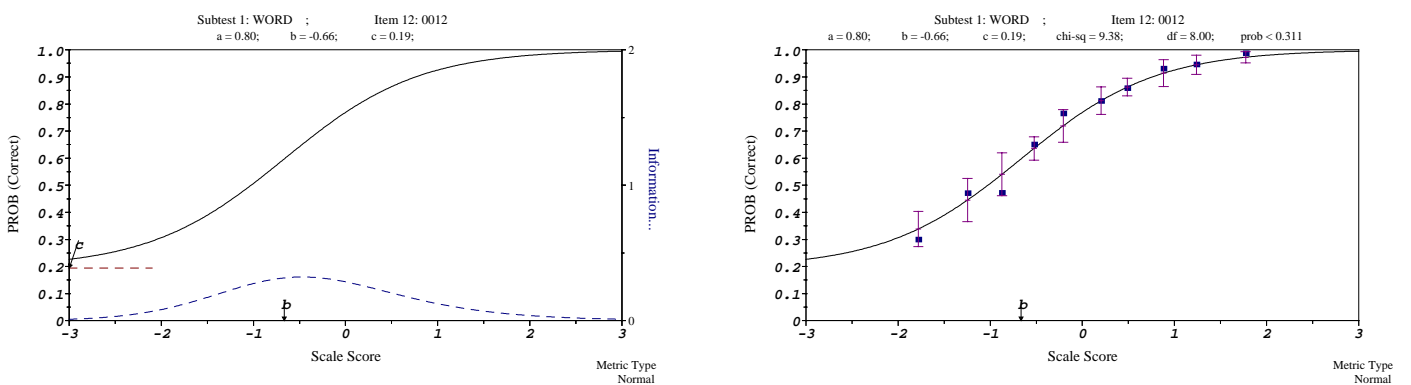 Subtest 1: WORD ; Item 12: 0012
a = 0.80; b = -0.66; c = 0.19;
1.0
0.9
0.8
0.7
0.6
0.5
0.4
0.3
0.2
0.1
0
PROB (Correct)
c
b
2
1
0
Information...
-3 -2 -1 0 1 2 3
Scale Score
Metric Type
Normal
Subtest 1: WORD ; Item 12: 0012
a = 0.80; b = -0.66; c = 0.19; chi-sq = 9.38; df = 8.00; prob < 0.311
1.0
0.9
0.8
0.7
0.6
0.5
0.4
0.3
0.2
0.1
0
PROB (Correct)
b
-3 -2 -1 0 1 2 3
Scale Score
Metric Type
Normal